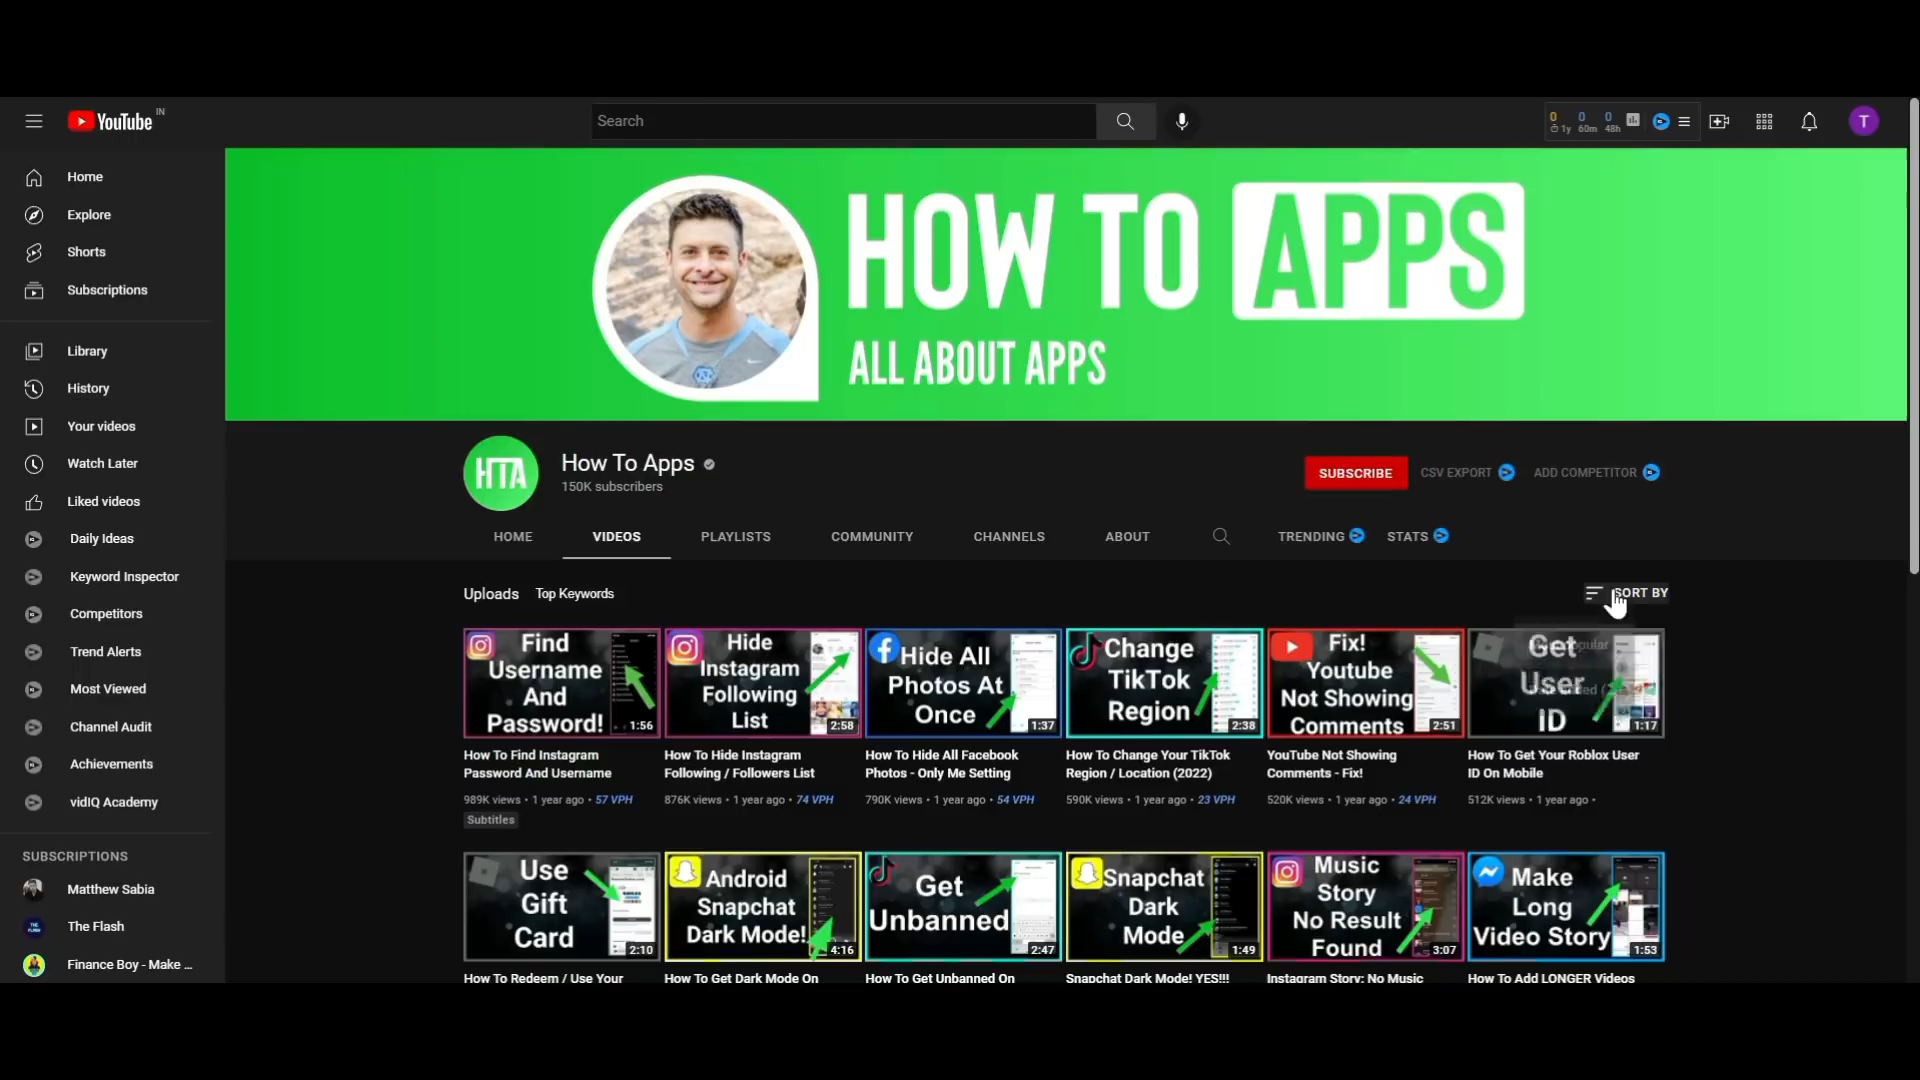 YouTube IN
Search
0 0 0
1y 60m 48h
T
Home
Explore
Shorts
Subscriptions
Library
History
Your videos
Watch Later
Liked videos
Daily Ideas
Keyword Inspector
Competitors
Trend Alerts
Most Viewed
Channel Audit
Achievements
vidIQ Academy
SUBSCRIPTIONS
Matthew Sabia
The Flash
Finance Boy - Make ...
HOW TO APPS
ALL ABOUT APPS
HTA
How To Apps
150K subscribers
SUBSCRIBE
CSV EXPORT
ADD COMPETITOR
HOME VIDEOS PLAYLISTS COMMUNITY CHANNELS ABOUT TRENDING STATS
Uploads Top Keywords
SORT BY
Find
Username
And
Password!
1:56
How To Find Instagram
Password And Username
989K views • 1 year ago • 57 VPH
Subtitles
Hide
Instagram
Following
List
2:58
How To Hide Instagram
Following / Followers List
876K views • 1 year ago • 74 VPH
Hide All
Photos At
Once
1:37
How To Hide All Facebook
Photos - Only Me Setting
790K views • 1 year ago • 54 VPH
Change
TikTok
Region
2:38
How To Change Your TikTok
Region / Location (2022)
590K views • 1 year ago • 23 VPH
Fix!
Youtube
Not Showing
Comments
2:51
YouTube Not Showing
Comments - Fix!
520K views • 1 year ago • 24 VPH
Get
User
ID
1:17
How To Get Your Roblox User
ID On Mobile
512K views • 1 year ago •
Use
Gift
Card
2:10
How To Redeem / Use Your
Android
Snapchat
Dark Mode!
4:16
How To Get Dark Mode On
Get
Unbanned
2:47
How To Get Unbanned On
Snapchat
Dark
Mode
1:49
Snapchat Dark Mode! YES!!!
Music
Story
No Result
Found
3:07
Instagram Story: No Music
Make
Long
Video Story
1:53
How To Add LONGER Videos